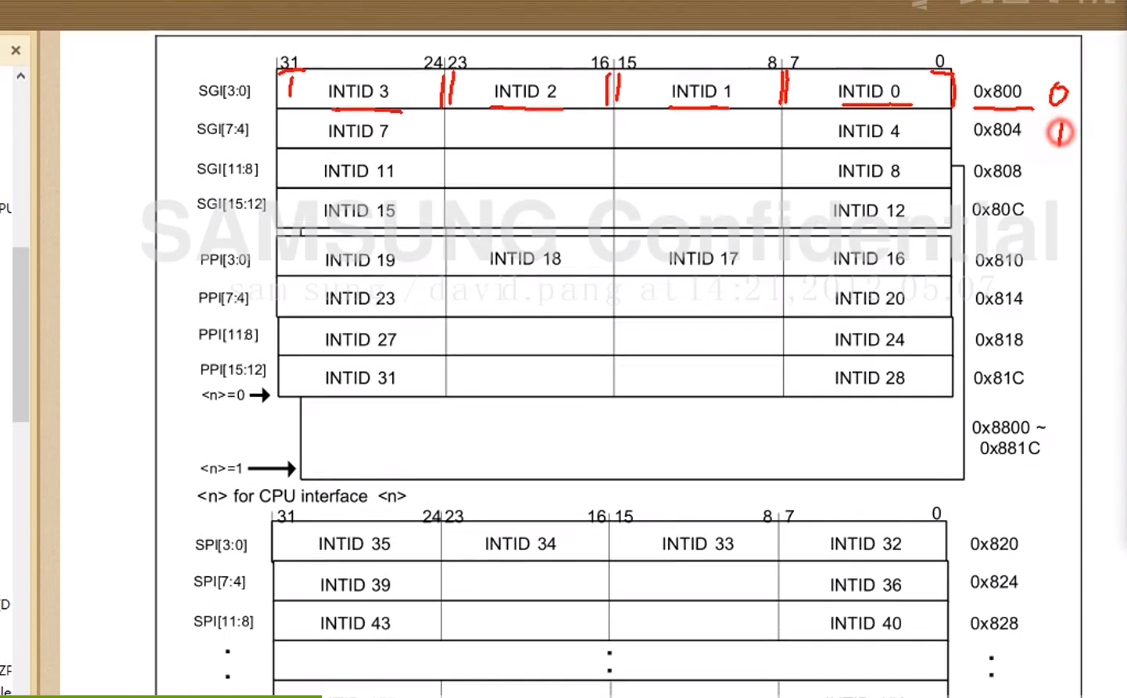 31 24 23 16 15 8 7 0
SGI[3:0] INTID 3 INTID 2 INTID 1 INTID 0 0x800 0
SGI[7:4] INTID 7 INTID 4 0x804 1
SGI[11:8] INTID 11 INTID 8 0x808
SGI[15:12] INTID 15 INTID 12 0x80C
SAMSUNG Confidential
PPI[3:0] INTID 19 INTID 18 INTID 17 INTID 16 0x810
san sung / david.pang at 14:21,2012.05.07
PPI[7:4] INTID 23 INTID 20 0x814
PPI[11:8] INTID 27 INTID 24 0x818
PPI[15:12] INTID 31 INTID 28 0x81C
<n>=0
0x8800 ~
0x881C
<n>=1
<n> for CPU interface <n>
31 24 23 16 15 8 7 0
SPI[3:0] INTID 35 INTID 34 INTID 33 INTID 32 0x820
SPI[7:4] INTID 39 INTID 36 0x824
SPI[11:8] INTID 43 INTID 40 0x828